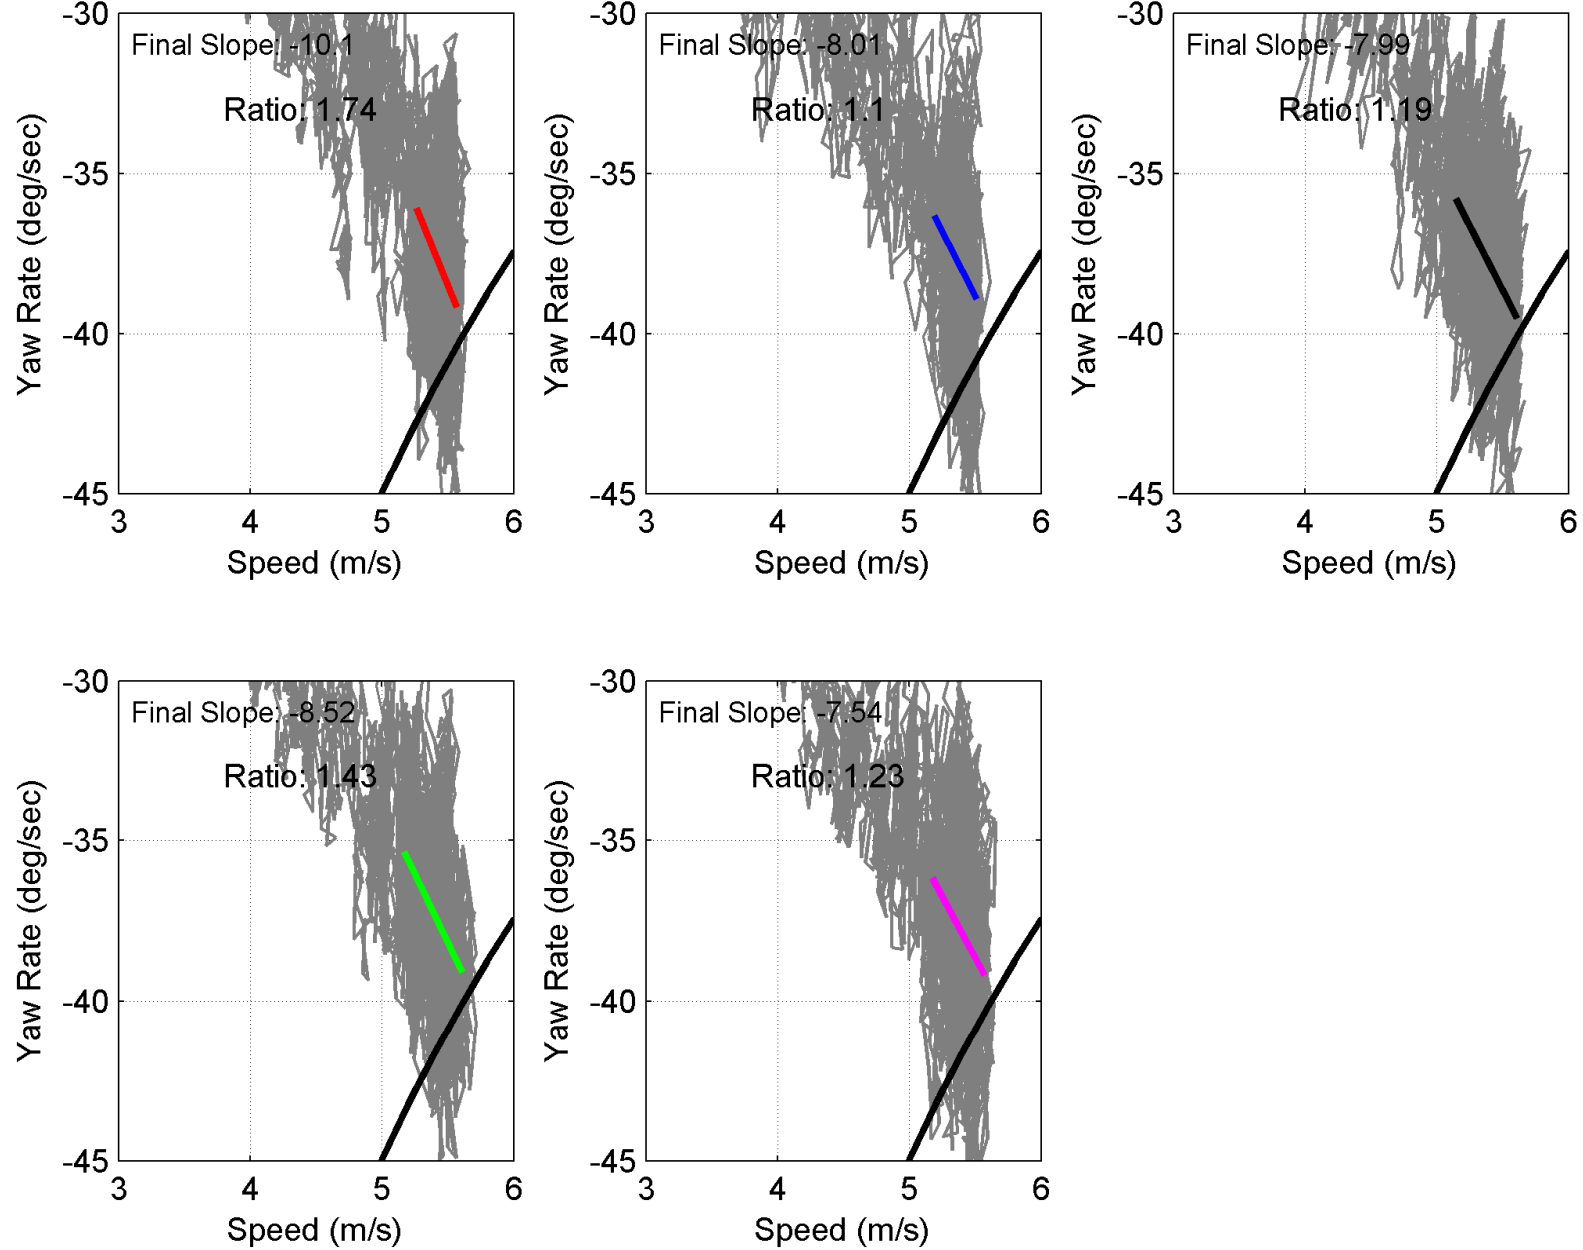 Final Slope: -10.1
Ratio: 1.74
-30
-35
-40
-45
3 4 5 6
Speed (m/s)
Yaw Rate (deg/sec)
Final Slope: -8.01
Ratio: 1.1
-30
-35
-40
-45
3 4 5 6
Speed (m/s)
Yaw Rate (deg/sec)
Final Slope: -7.99
Ratio: 1.19
-30
-35
-40
-45
3 4 5 6
Speed (m/s)
Yaw Rate (deg/sec)
Final Slope: -8.52
Ratio: 1.43
-30
-35
-40
-45
3 4 5 6
Speed (m/s)
Yaw Rate (deg/sec)
Final Slope: -7.54
Ratio: 1.23
-30
-35
-40
-45
3 4 5 6
Speed (m/s)
Yaw Rate (deg/sec)